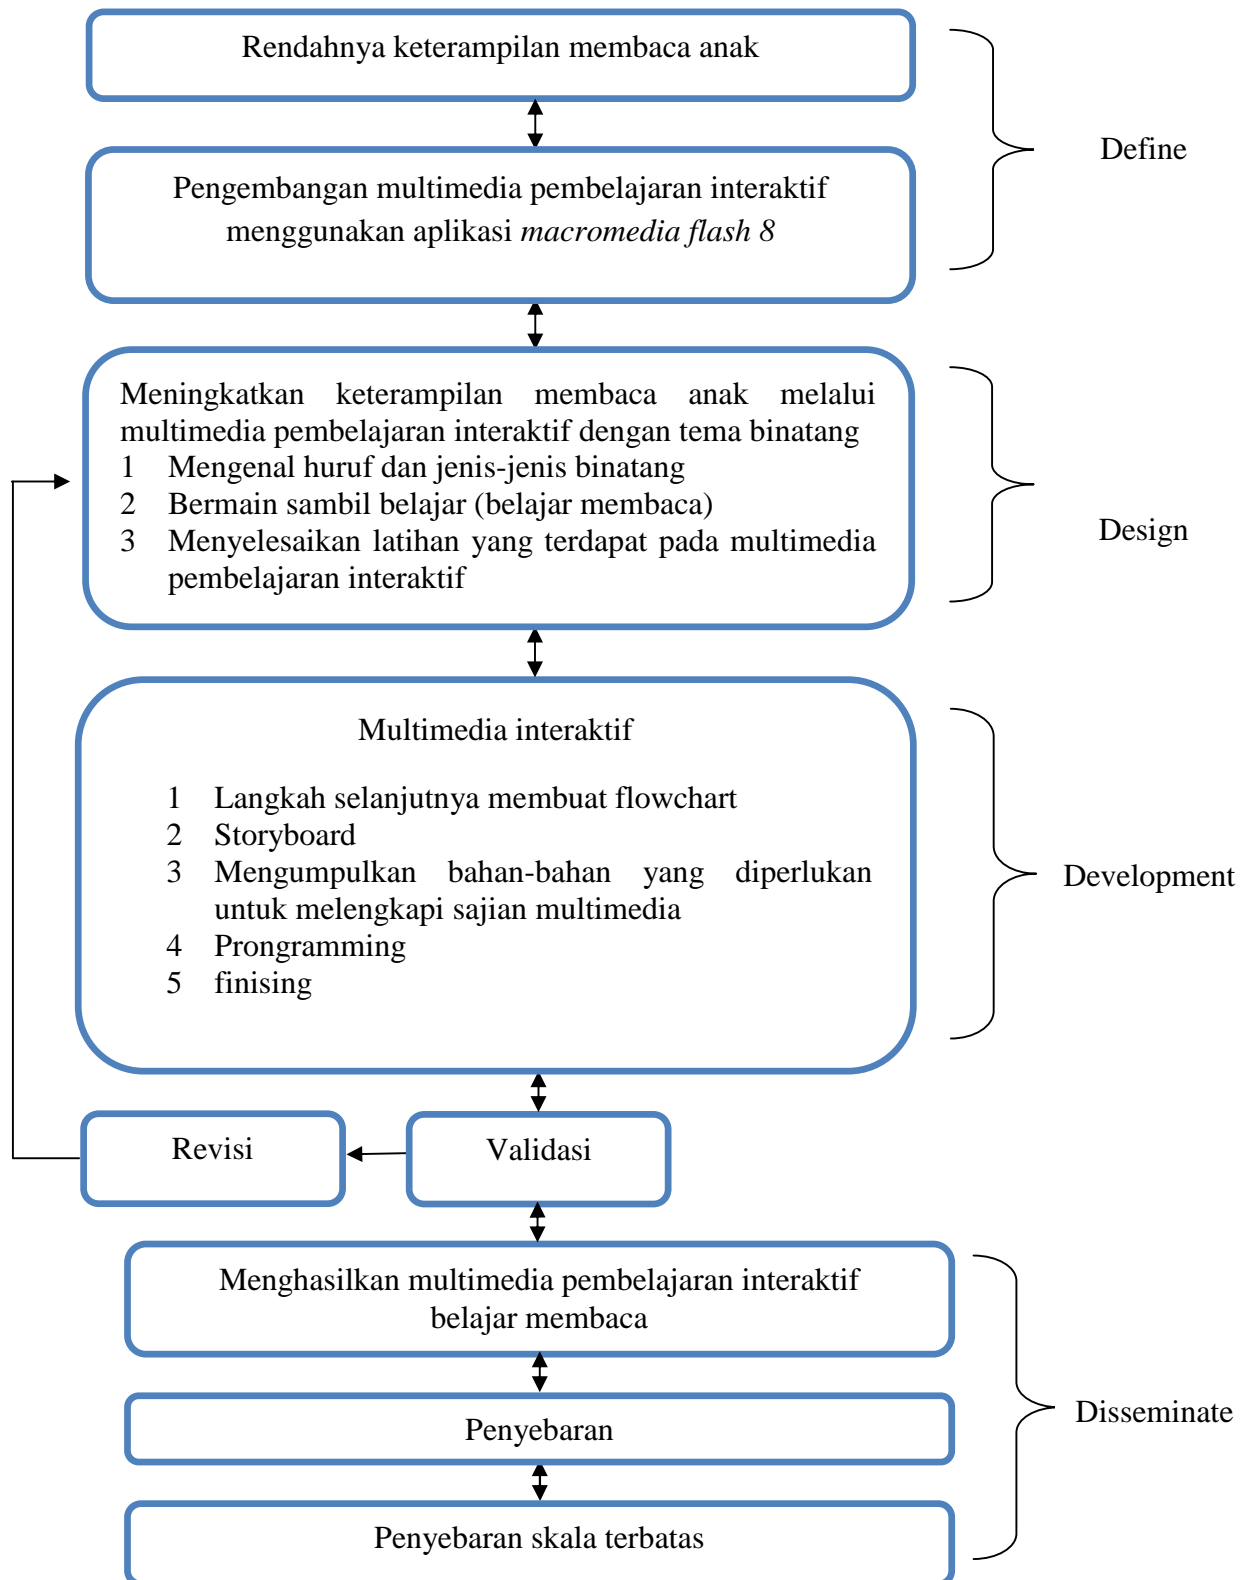 Rendahnya keterampilan membaca anak
Define
Pengembangan multimedia pembelajaran interaktif
menggunakan aplikasi macromedia flash 8
Meningkatkan keterampilan membaca anak melalui
multimedia pembelajaran interaktif dengan tema binatang
1 Mengenal huruf dan jenis-jenis binatang
2 Bermain sambil belajar (belajar membaca)
3 Menyelesaikan latihan yang terdapat pada multimedia
pembelajaran interaktif
Design
Multimedia interaktif
1 Langkah selanjutnya membuat flowchart
2 Storyboard
3 Mengumpulkan bahan-bahan yang diperlukan
untuk melengkapi sajian multimedia
4 Prongramming
5 finising
Development
Revisi
Validasi
Menghasilkan multimedia pembelajaran interaktif
belajar membaca
Penyebaran
Disseminate
Penyebaran skala terbatas